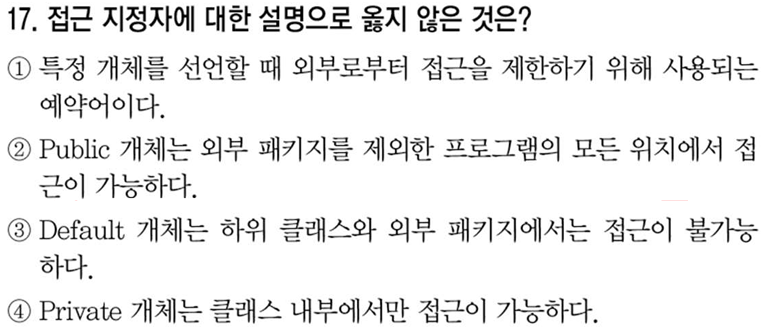 17. 접근 지정자에 대한 설명으로 옳지 않은 것은?
① 특정 개체를 선언할 때 외부로부터 접근을 제한하기 위해 사용되는
예약어이다.
② Public 개체는 외부 패키지를 제외한 프로그램의 모든 위치에서 접
근이 가능하다.
③ Default 개체는 하위 클래스와 외부 패키지에서는 접근이 불가능
하다.
④ Private 개체는 클래스 내부에서만 접근이 가능하다.